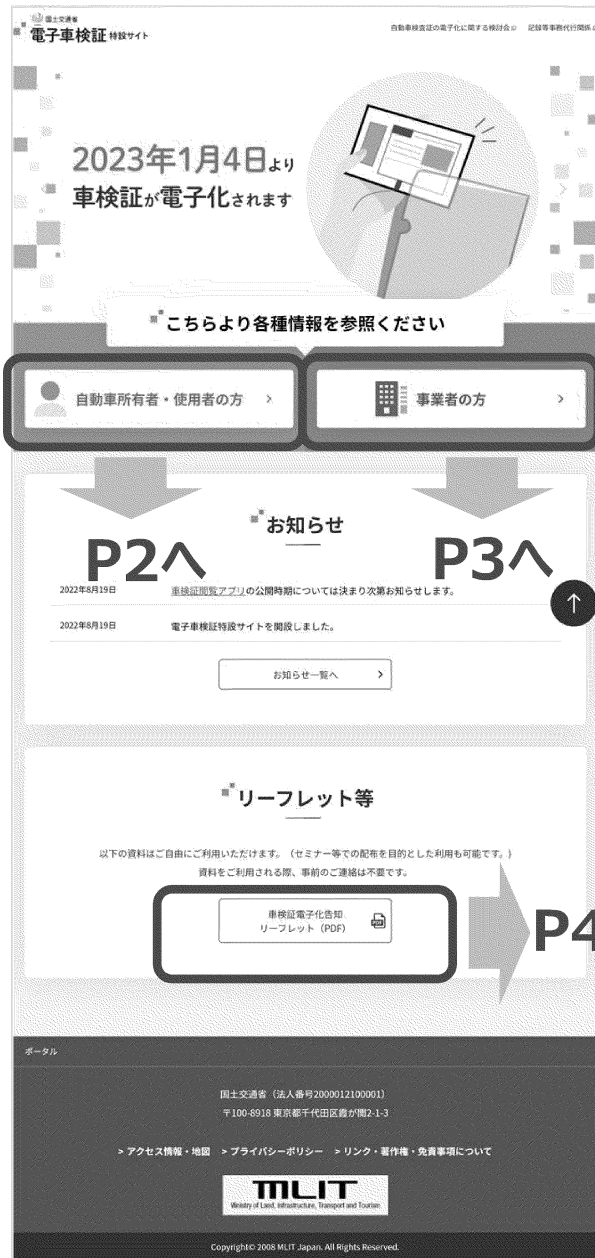 国土交通省
電子車検証 特設サイト
自動車検査証の電子化に関する検討会
記録等事務代行関係
2023年1月4日より
車検証が電子化されます
こちらより各種情報を参照ください
自動車所有者・使用者の方
事業者の方
P2へ
P3へ
お知らせ
2022年8月19日 車検証閲覧アプリの公開時期については決まり次第お知らせします。
2022年8月19日 電子車検証特設サイトを開設しました。
お知らせ一覧へ
リーフレット等
以下の資料はご自由にご利用いただけます。（セミナー等での配布を目的とした利用も可能です。)
資料をご利用される際、事前のご連絡は不要です。
車検証電子化告知
リーフレット（PDF）
P4
ポータル
国土交通省（法人番号2000012100001）
〒100-8918 東京都千代田区霞が関2-1-3
> アクセス情報・地図 > プライバシーポリシー > リンク・著作権・免責事項について
MLIT
Ministry of Land, Infrastructure, Transport and Tourism
Copyright© 2008 MLIT Japan. All Rights Reserved.